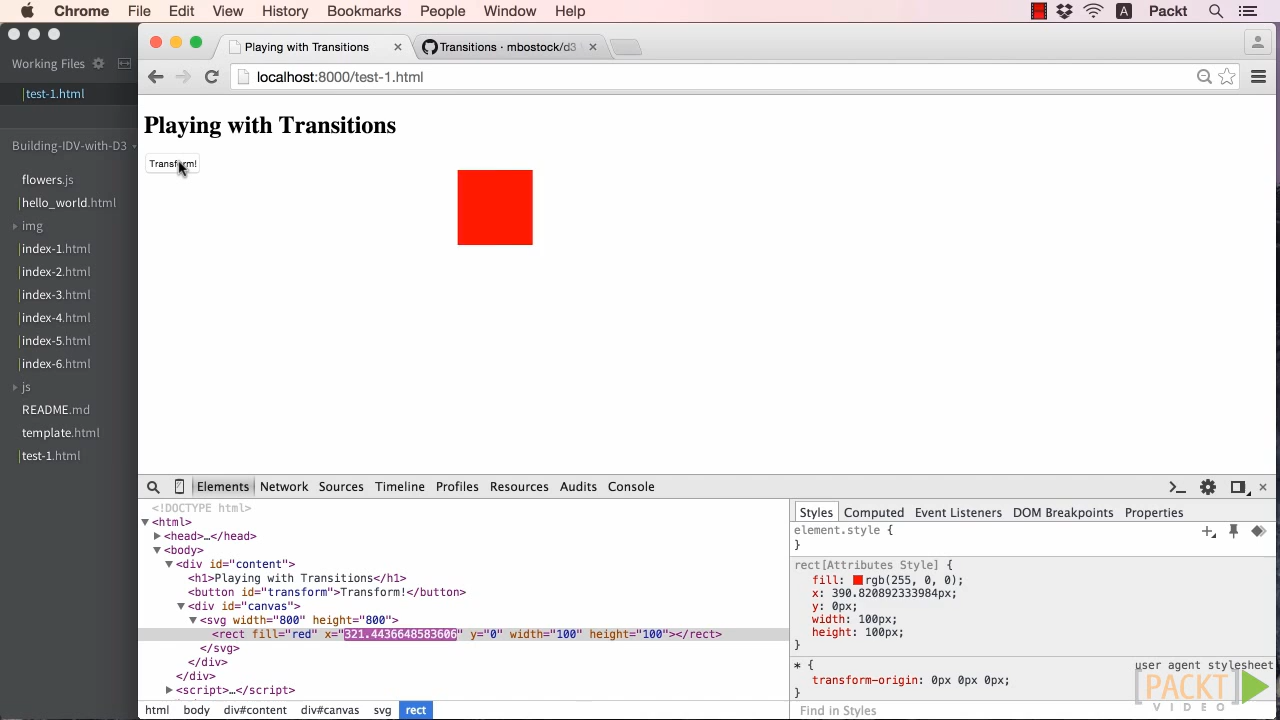 Chrome File Edit View History Bookmarks People Window Help A Packt
Working Files
test-1.html
Building-IDV-with-D3
flowers.js
hello_world.html
img
index-1.html
index-2.html
index-3.html
index-4.html
index-5.html
index-6.html
js
README.md
template.html
test-1.html
Playing with Transitions × Transitions · mbostock/d3 ×
localhost:8000/test-1.html
Playing with Transitions
Transform!
Elements Network Sources Timeline Profiles Resources Audits Console
<!DOCTYPE html>
<html>
<head>…</head>
<body>
<div id="content">
<h1>Playing with Transitions</h1>
<button id="transform">Transform!</button>
<div id="canvas">
<svg width="800" height="800">
<rect fill="red" x="321.4436648583606" y="0" width="100" height="100"></rect>
</svg>
</div>
</div>
<script>…</script>
html body div#content div#canvas svg rect
Styles Computed Event Listeners DOM Breakpoints Properties
element.style {
}
rect[Attributes Style] {
fill: rgb(255, 0, 0);
x: 390.820892333984px;
y: 0px;
width: 100px;
height: 100px;
}
* { user agent stylesheet
transform-origin: 0px 0px 0px;
}
Find in Styles
[PACKT]
VIDEO